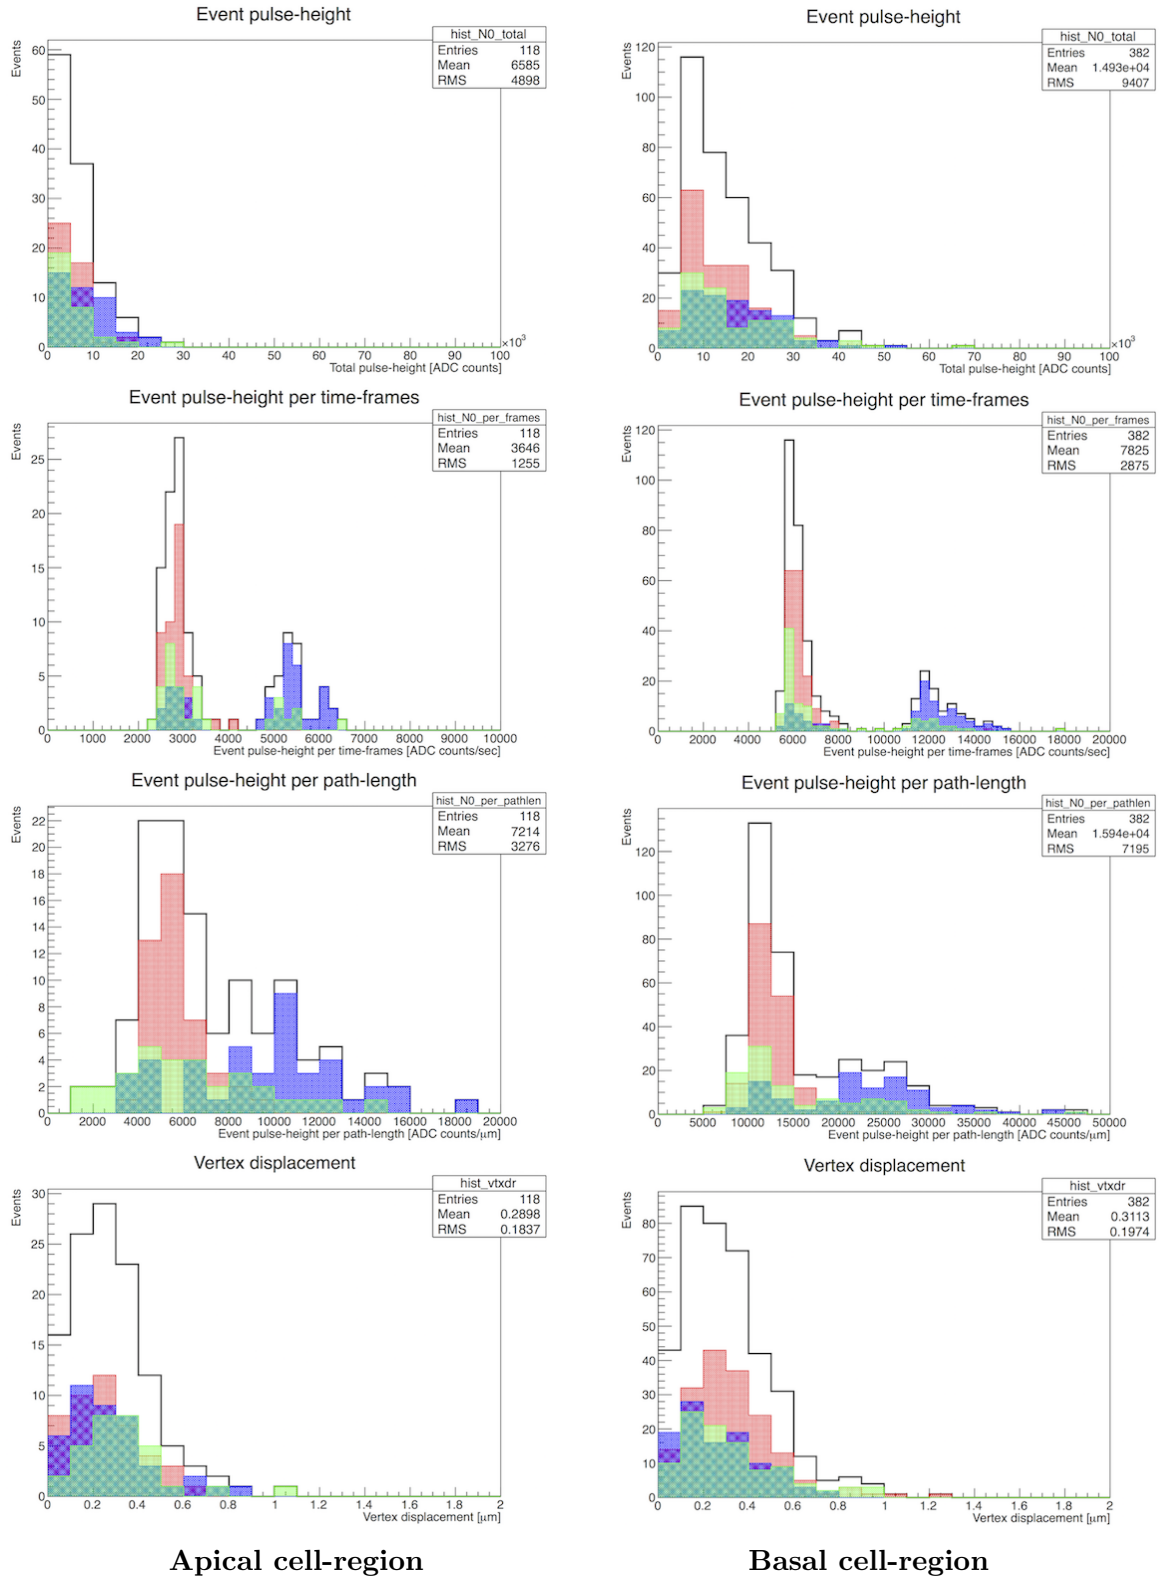 Event pulse-height
hist_N0_total
Entries 118
Mean 6585
RMS 4898
Events
60
50
40
30
20
10
0
0 10 20 30 40 50 60 70 80 90 100
×10³
Total pulse-height [ADC counts]
Event pulse-height
hist_N0_total
Entries 382
Mean 1.493e+04
RMS 9407
Events
120
100
80
60
40
20
0
0 10 20 30 40 50 60 70 80 90 100
×10³
Total pulse-height [ADC counts]
Event pulse-height per time-frames
hist_N0_per_frames
Entries 118
Mean 3646
RMS 1255
Events
25
20
15
10
5
0
0 1000 2000 3000 4000 5000 6000 7000 8000 9000 10000
Event pulse-height per time-frames [ADC counts/sec]
Event pulse-height per time-frames
hist_N0_per_frames
Entries 382
Mean 7825
RMS 2875
Events
120
100
80
60
40
20
0
0 2000 4000 6000 8000 10000 12000 14000 16000 18000 20000
Event pulse-height per time-frames [ADC counts/sec]
Event pulse-height per path-length
hist_N0_per_pathlen
Entries 118
Mean 7214
RMS 3276
Events
22
20
18
16
14
12
10
8
6
4
2
0
0 2000 4000 6000 8000 10000 12000 14000 16000 18000 20000
Event pulse-height per path-length [ADC counts/μm]
Event pulse-height per path-length
hist_N0_per_pathlen
Entries 382
Mean 1.594e+04
RMS 7195
Events
120
100
80
60
40
20
0
0 5000 10000 15000 20000 25000 30000 35000 40000 45000 50000
Event pulse-height per path-length [ADC counts/μm]
Vertex displacement
hist_vtxdr
Entries 118
Mean 0.2898
RMS 0.1837
Events
30
25
20
15
10
5
0
0 0.2 0.4 0.6 0.8 1 1.2 1.4 1.6 1.8 2
Vertex displacement [μm]
Vertex displacement
hist_vtxdr
Entries 382
Mean 0.3113
RMS 0.1974
Events
80
70
60
50
40
30
20
10
0
0 0.2 0.4 0.6 0.8 1 1.2 1.4 1.6 1.8 2
Vertex displacement [μm]
Apical cell-region
Basal cell-region